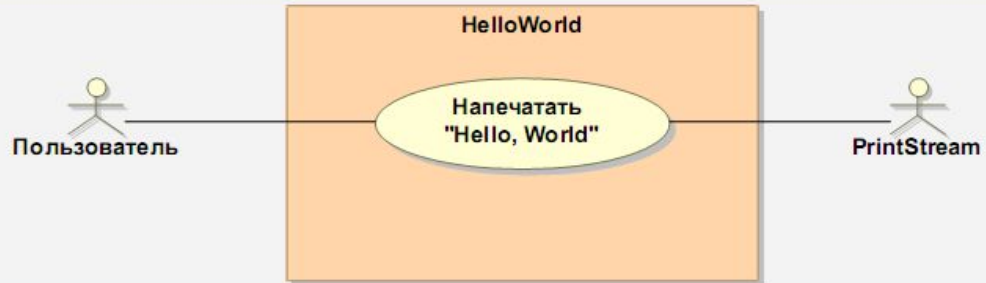 HelloWorld
Напечатать
"Hello, World"
Пользователь
PrintStream